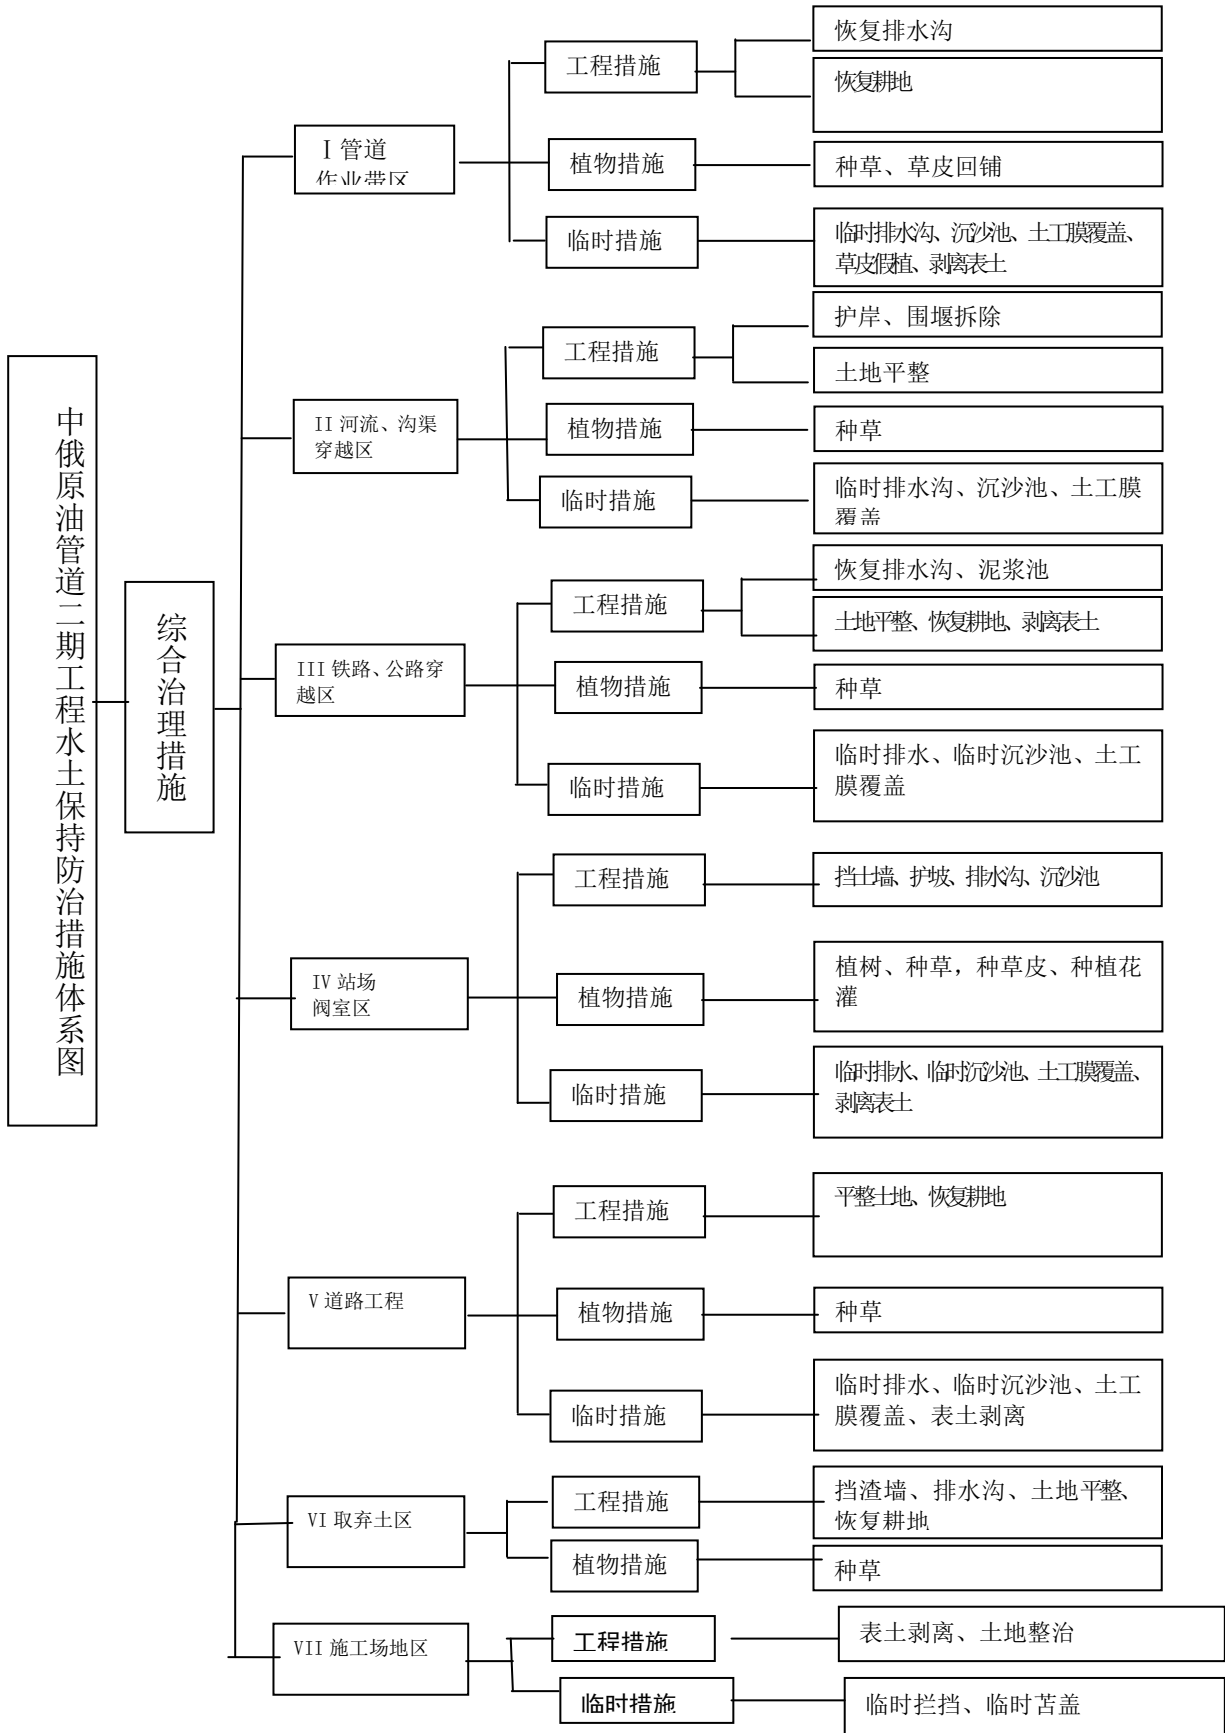 中俄原油管道二期工程水土保持防治措施体系图
综合治理措施
I 管道
作业带区
工程措施
恢复排水沟
恢复耕地
植物措施
种草、草皮回铺
临时措施
临时排水沟、沉沙池、土工膜覆盖、
草皮假植、剥离表土
II 河流、沟渠
穿越区
工程措施
护岸、围堰拆除
土地平整
植物措施
种草
临时措施
临时排水沟、沉沙池、土工膜
覆盖
III 铁路、公路穿
越区
工程措施
恢复排水沟、泥浆池
土地平整、恢复耕地、剥离表土
植物措施
种草
临时措施
临时排水、临时沉沙池、土工
膜覆盖
IV 站场
阀室区
工程措施
挡土墙、护坡、排水沟、沉沙池
植物措施
植树、种草，种草皮、种植花
灌
临时措施
临时排水、临时沉沙池、土工膜覆盖、
剥离表土
V 道路工程
工程措施
平整土地、恢复耕地
植物措施
种草
临时措施
临时排水、临时沉沙池、土工
膜覆盖、表土剥离
VI 取弃土区
工程措施
挡渣墙、排水沟、土地平整、
恢复耕地
植物措施
种草
VII 施工场地区
工程措施
表土剥离、土地整治
临时措施
临时拦挡、临时苫盖